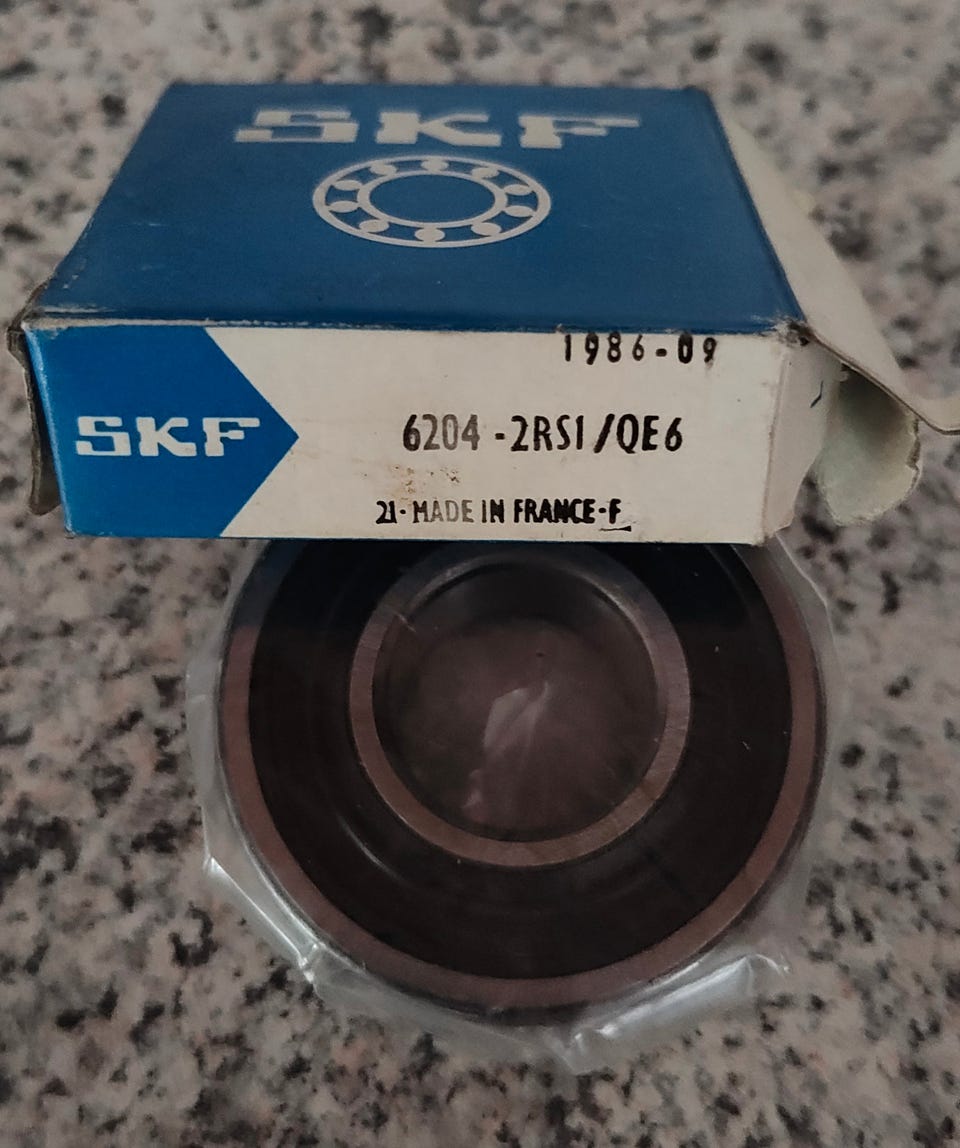 SKF
1986-09
SKF
6204-2RS1/QE6
21- MADE IN FRANCE-F